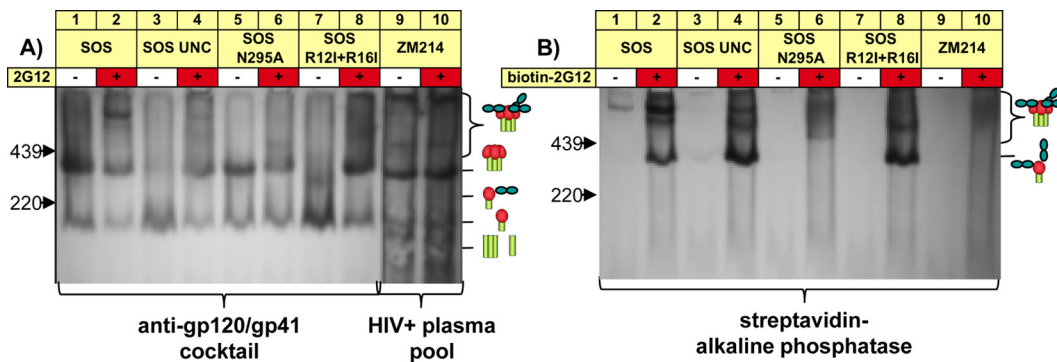 A)
1 2 3 4 5 6 7 8 9 10
SOS SOS UNC SOS N295A SOS R12I+R16I ZM214
2G12 - + - + - + - + - +
439
220
anti-gp120/gp41
cocktail
HIV+ plasma
pool
B)
1 2 3 4 5 6 7 8 9 10
SOS SOS UNC SOS N295A SOS R12I+R16I ZM214
biotin-2G12 - + - + - + - + - +
439
220
streptavidin-
alkaline phosphatase